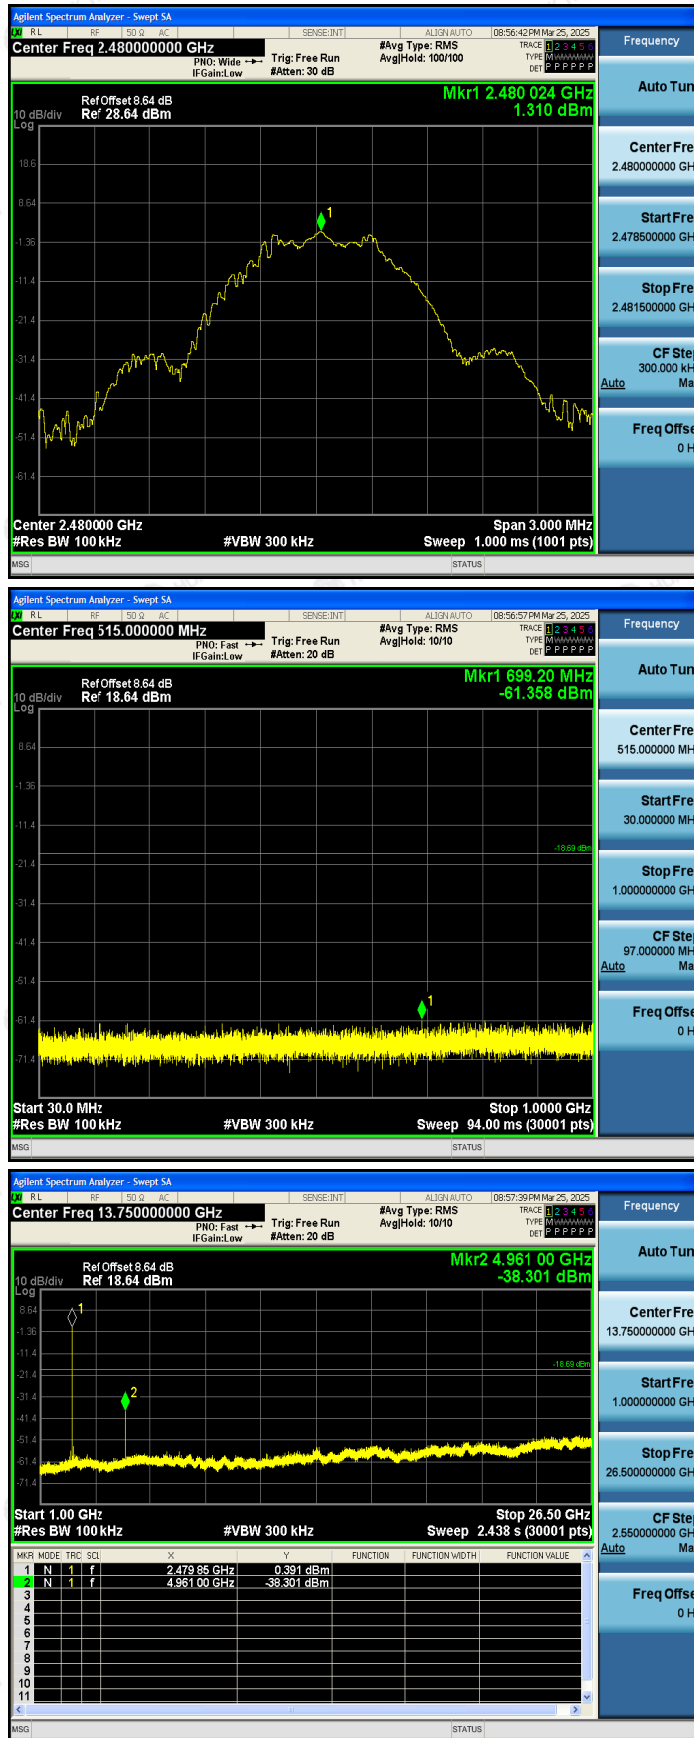 Agilent Spectrum Analyzer - Swept SA
LXI RL RF 50 Ω AC SENSE:INT ALIGN AUTO 08:56:42 PM Mar 25, 2025
Center Freq 2.480000000 GHz
PNO: Wide
IFGain:Low
Trig: Free Run
#Atten: 30 dB
#Avg Type: RMS
Avg|Hold: 100/100
TRACE 1 2 3 4 5 6
TYPE M
DET P P P P P P
Ref Offset 8.64 dB
Ref 28.64 dBm
10 dB/div
Log
Mkr1 2.480 024 GHz
1.310 dBm
18.6
8.64
-1.36
-11.4
-21.4
-31.4
-41.4
-51.4
-61.4
1
Center 2.480000 GHz
Span 3.000 MHz
#Res BW 100 kHz
#VBW 300 kHz
Sweep 1.000 ms (1001 pts)
MSG
STATUS
Frequency
Auto Tun
Center Fre
2.480000000 GH
Start Fre
2.478500000 GH
Stop Fre
2.481500000 GH
CF Ste
300.000 kH
Auto Ma
Freq Offse
0 H
Agilent Spectrum Analyzer - Swept SA
LXI RL RF 50 Ω AC SENSE:INT ALIGN AUTO 08:56:57 PM Mar 25, 2025
Center Freq 515.000000 MHz
PNO: Fast
IFGain:Low
Trig: Free Run
#Atten: 20 dB
#Avg Type: RMS
Avg|Hold: 10/10
TRACE 1 2 3 4 5 6
TYPE M
DET P P P P P P
Ref Offset 8.64 dB
Ref 18.64 dBm
10 dB/div
Log
Mkr1 699.20 MHz
-61.358 dBm
8.64
-1.36
-11.4
-18.69 dBm
-21.4
-31.4
-41.4
-51.4
-61.4
-71.4
1
Start 30.0 MHz
Stop 1.0000 GHz
#Res BW 100 kHz
#VBW 300 kHz
Sweep 94.00 ms (30001 pts)
MSG
STATUS
Frequency
Auto Tun
Center Fre
515.000000 MH
Start Fre
30.000000 MH
Stop Fre
1.000000000 GH
CF Ste
97.000000 MH
Auto Ma
Freq Offse
0 H
Agilent Spectrum Analyzer - Swept SA
LXI RL RF 50 Ω AC SENSE:INT ALIGN AUTO 08:57:39 PM Mar 25, 2025
Center Freq 13.750000000 GHz
PNO: Fast
IFGain:Low
Trig: Free Run
#Atten: 20 dB
#Avg Type: RMS
Avg|Hold: 10/10
TRACE 1 2 3 4 5 6
TYPE M
DET P P P P P P
Ref Offset 8.64 dB
Ref 18.64 dBm
10 dB/div
Log
Mkr2 4.961 00 GHz
-38.301 dBm
8.64
-1.36
-11.4
-18.69 dBm
-21.4
-31.4
-41.4
-51.4
-61.4
-71.4
1
2
Start 1.00 GHz
Stop 26.50 GHz
#Res BW 100 kHz
#VBW 300 kHz
Sweep 2.438 s (30001 pts)
MKR MODE TRC SCL X Y FUNCTION FUNCTION WIDTH FUNCTION VALUE
1 N 1 f 2.479 85 GHz 0.391 dBm
2 N 1 f 4.961 00 GHz -38.301 dBm
3
4
5
6
7
8
9
10
11
MSG
STATUS
Frequency
Auto Tun
Center Fre
13.750000000 GH
Start Fre
1.000000000 GH
Stop Fre
26.500000000 GH
CF Ste
2.550000000 GH
Auto Ma
Freq Offse
0 H